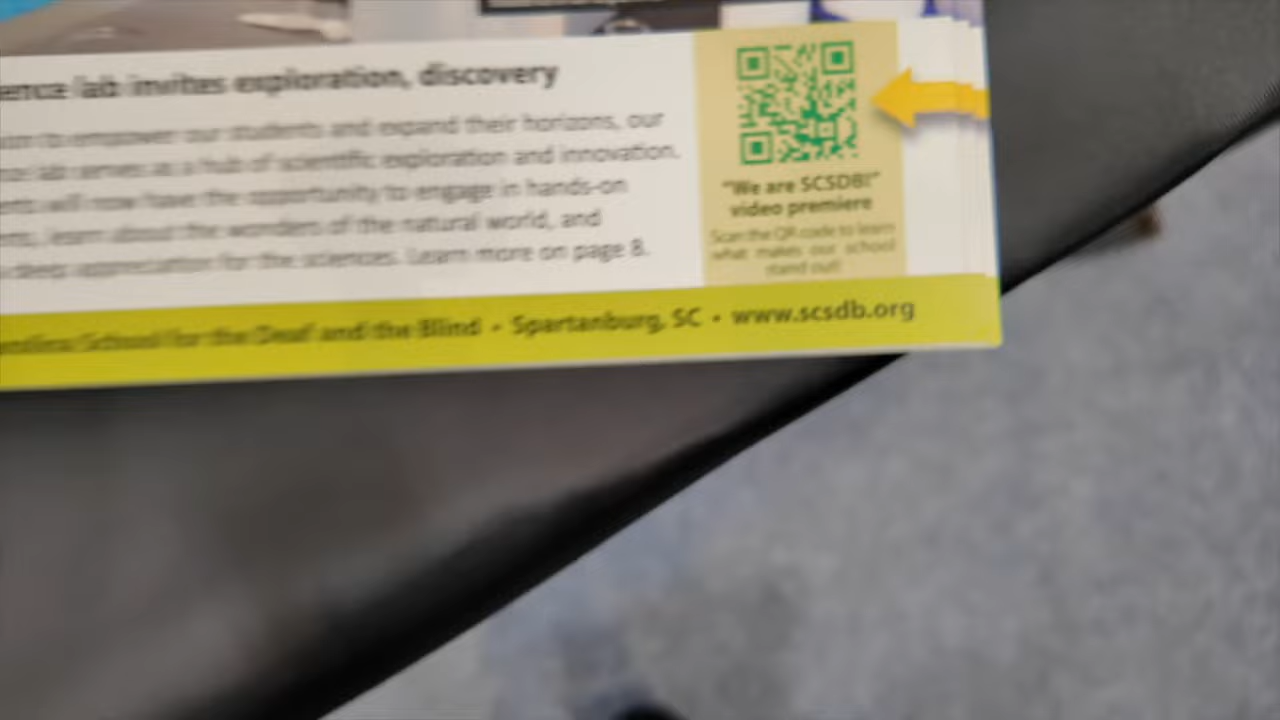 ence lab invites exploration, discovery
to empower our students and expand their horizons, our
lab serves as a hub of scientific exploration and innovation.
will now have the opportunity to engage in hands-on
learn about the wonders of the natural world, and
deep appreciation for the sciences. Learn more on page 8.
"We are SCSDB!"
video premiere
Scan the QR code to learn
what makes our school
stand out!
School for the Deaf and the Blind • Spartanburg, SC • www.scsdb.org